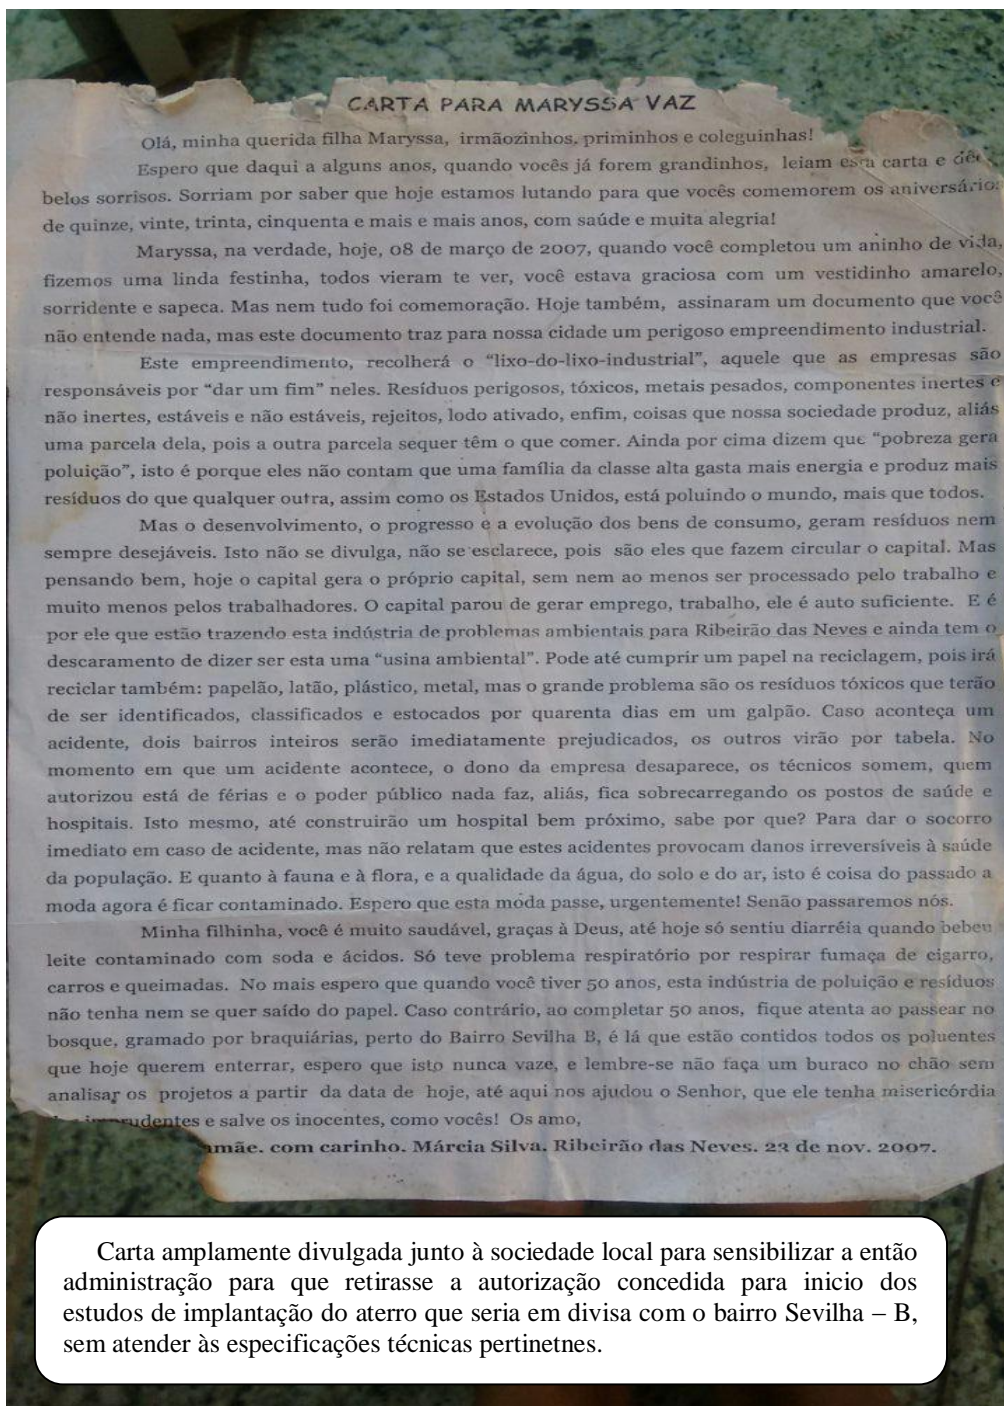 CARTA PARA MARYSSA VAZ
Olá, minha querida filha Maryssa, irmãozinhos, priminhos e coleguinhas!
Espero que daqui a alguns anos, quando vocês já forem grandinhos, leiam esta carta e dêem
belos sorrisos. Sorriam por saber que hoje estamos lutando para que vocês comemorem os aniversários
de quinze, vinte, trinta, cinquenta e mais e mais anos, com saúde e muita alegria!
Maryssa, na verdade, hoje, 08 de março de 2007, quando você completou um aninho de vida,
fizemos uma linda festinha, todos vieram te ver, você estava graciosa com um vestidinho amarelo,
sorridente e sapeca. Mas nem tudo foi comemoração. Hoje também, assinaram um documento que você
não entende nada, mas este documento traz para nossa cidade um perigoso empreendimento industrial.
Este empreendimento, recolherá o “lixo-do-lixo-industrial”, aquele que as empresas são
responsáveis por “dar um fim” neles. Resíduos perigosos, tóxicos, metais pesados, componentes inertes e
não inertes, estáveis e não estáveis, rejeitos, lodo ativado, enfim, coisas que nossa sociedade produz, aliás
uma parcela dela, pois a outra parcela sequer têm o que comer. Ainda por cima dizem que “pobreza gera
poluição”, isto é porque eles não contam que uma família da classe alta gasta mais energia e produz mais
resíduos do que qualquer outra, assim como os Estados Unidos, está poluindo o mundo, mais que todos.
Mas o desenvolvimento, o progresso e a evolução dos bens de consumo, geram resíduos nem
sempre desejáveis. Isto não se divulga, não se esclarece, pois são eles que fazem circular o capital. Mas
pensando bem, hoje o capital gera o próprio capital, sem nem ao menos ser processado pelo trabalho e
muito menos pelos trabalhadores. O capital parou de gerar emprego, trabalho, ele é auto suficiente. E é
por ele que estão trazendo esta indústria de problemas ambientais para Ribeirão das Neves e ainda tem o
descaramento de dizer ser esta uma “usina ambiental”. Pode até cumprir um papel na reciclagem, pois irá
reciclar também: papelão, latão, plástico, metal, mas o grande problema são os resíduos tóxicos que terão
de ser identificados, classificados e estocados por quarenta dias em um galpão. Caso aconteça um
acidente, dois bairros inteiros serão imediatamente prejudicados, os outros virão por tabela. No
momento em que um acidente acontece, o dono da empresa desaparece, os técnicos somem, quem
autorizou está de férias e o poder público nada faz, aliás, fica sobrecarregando os postos de saúde e
hospitais. Isto mesmo, até construirão um hospital bem próximo, sabe por que? Para dar o socorro
imediato em caso de acidente, mas não relatam que estes acidentes provocam danos irreversíveis à saúde
da população. E quanto à fauna e à flora, e a qualidade da água, do solo e do ar, isto é coisa do passado a
moda agora é ficar contaminado. Espero que esta moda passe, urgentemente! Senão passaremos nós.
Minha filhinha, você é muito saudável, graças à Deus, até hoje só sentiu diarréia quando bebeu
leite contaminado com soda e ácidos. Só teve problema respiratório por respirar fumaça de cigarro,
carros e queimadas. No mais espero que quando você tiver 50 anos, esta indústria de poluição e resíduos
não tenha nem se quer saído do papel. Caso contrário, ao completar 50 anos, fique atenta ao passear no
bosque, gramado por braquiárias, perto do Bairro Sevilha B, é lá que estão contidos todos os poluentes
que hoje querem enterrar, espero que isto nunca vaze, e lembre-se não faça um buraco no chão sem
analisar os projetos a partir da data de hoje, até aqui nos ajudou o Senhor, que ele tenha misericórdia
imprudentes e salve os inocentes, como vocês! Os amo,
mãe. com carinho. Márcia Silva. Ribeirão das Neves. 23 de nov. 2007.
Carta amplamente divulgada junto à sociedade local para sensibilizar a então
administração para que retirasse a autorização concedida para inicio dos
estudos de implantação do aterro que seria em divisa com o bairro Sevilha – B,
sem atender às especificações técnicas pertinetnes.